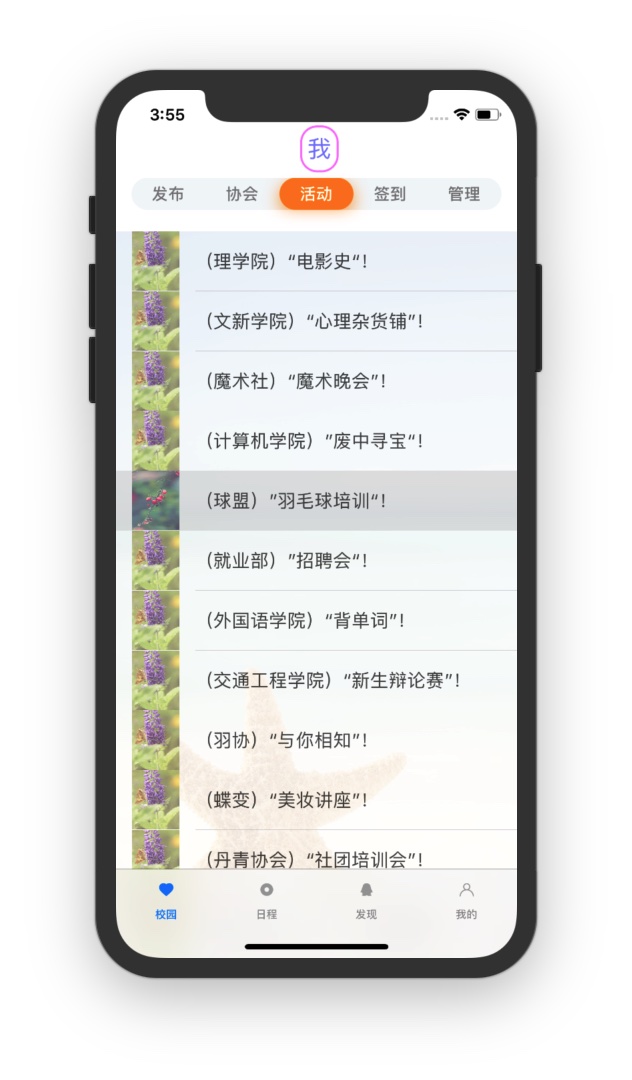 3:55
我
发布 协会 活动 签到 管理
（理学院）“电影史“！
（文新学院）“心理杂货铺”！
（魔术社）“魔术晚会”！
（计算机学院）”废中寻宝“！
（球盟）”羽毛球培训“！
（就业部）”招聘会“！
（外国语学院）“背单词”！
（交通工程学院）“新生辩论赛”！
（羽协）“与你相知”！
（蝶变）“美妆讲座”！
（丹青协会）“社团培训会”！
校园 日程 发现 我的